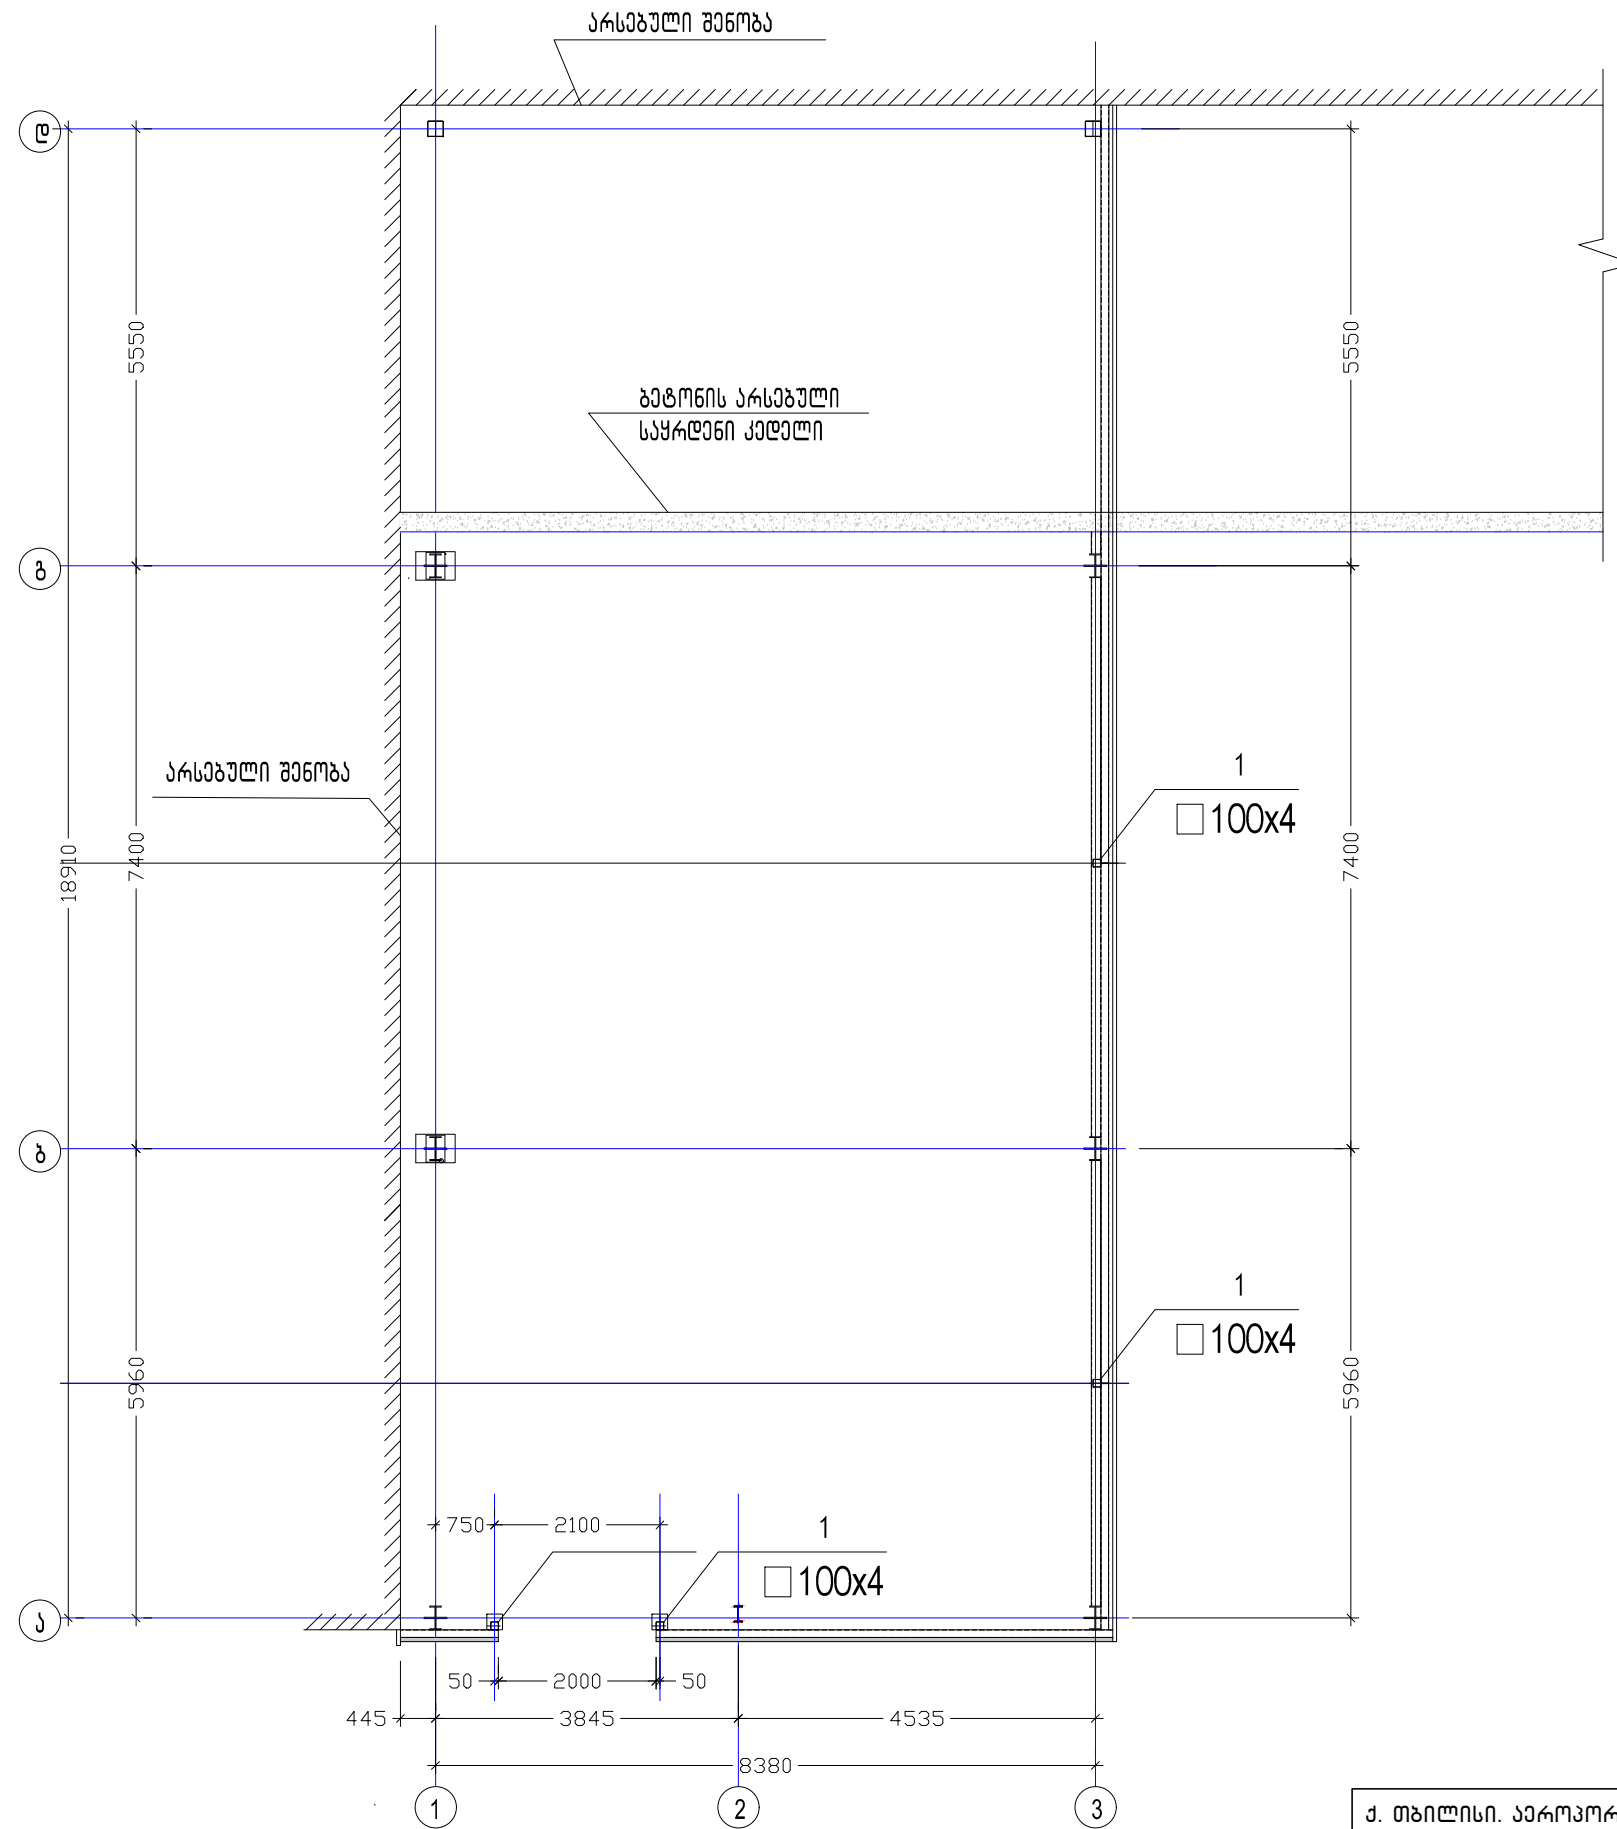 არსებული შენობა
დ
5550
5550
ბეტონის არსებული
საყრდენი კედელი
გ
1
□ 100x4
არსებული შენობა
18910
7400
7400
ბ
1
□ 100x4
5960
5960
750
2100
1
□ 100x4
ა
50
2000
50
445
3845
4535
8380
1
2
3
ქ. თბილისი. აეროპორ